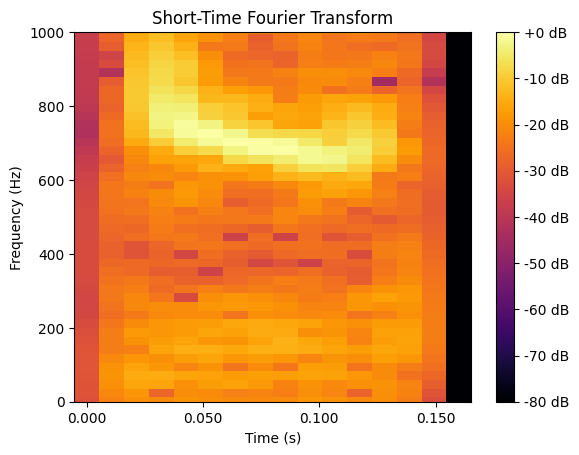 Short-Time Fourier Transform
1000
800
600
400
200
0
Frequency (Hz)
0.000
0.050
0.100
0.150
Time (s)
+0 dB
-10 dB
-20 dB
-30 dB
-40 dB
-50 dB
-60 dB
-70 dB
-80 dB